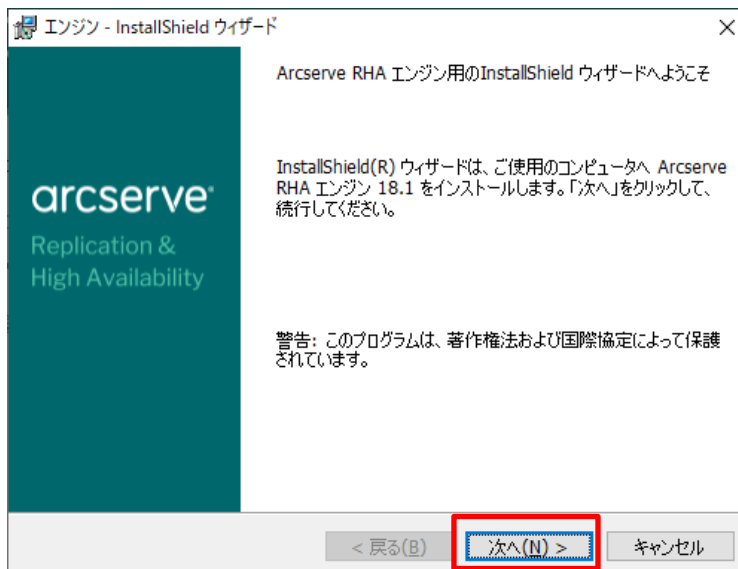 エンジン - InstallShield ウィザード
Arcserve RHA エンジン用のInstallShield ウィザードへようこそ
InstallShield(R) ウィザードは、ご使用のコンピュータへ Arcserve
RHA エンジン 18.1 をインストールします。「次へ」をクリックして、
続行してください。
arcserve
Replication &
High Availability
警告: このプログラムは、著作権法および国際協定によって保護
されています。
< 戻る(B)
次へ(N) >
キャンセル